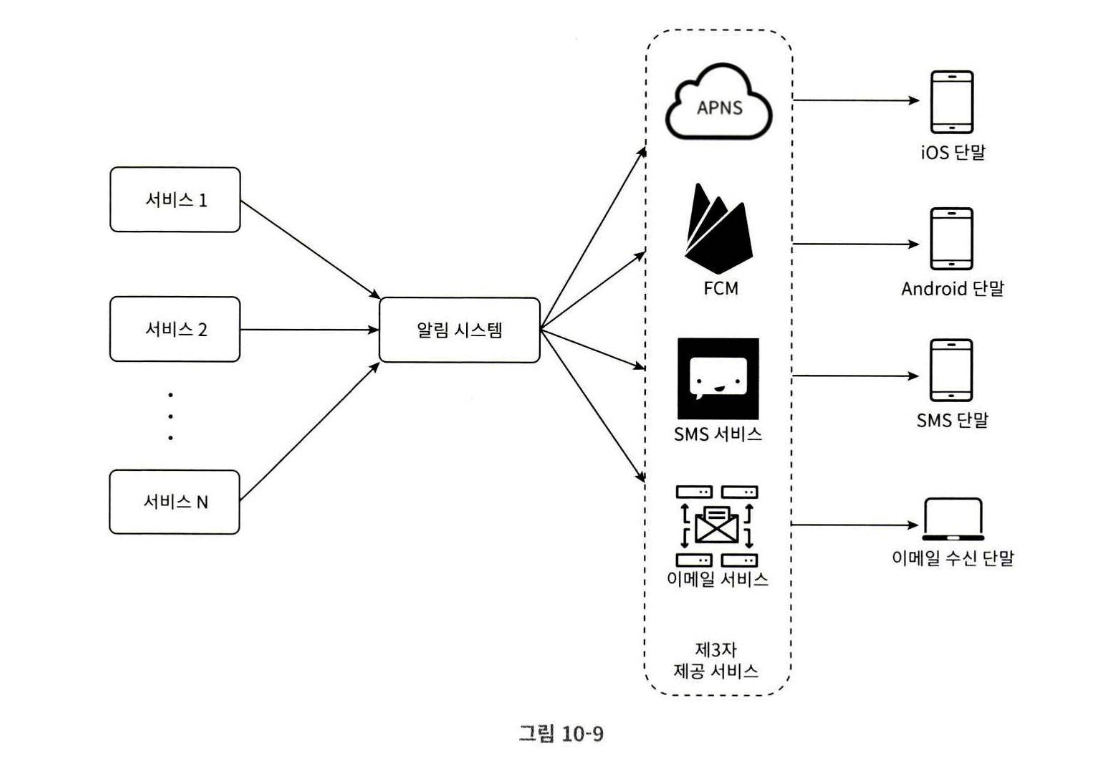 서비스 1
서비스 2
서비스 N
알림 시스템
APNS
FCM
SMS 서비스
이메일 서비스
제3자
제공 서비스
iOS 단말
Android 단말
SMS 단말
이메일 수신 단말
그림 10-9